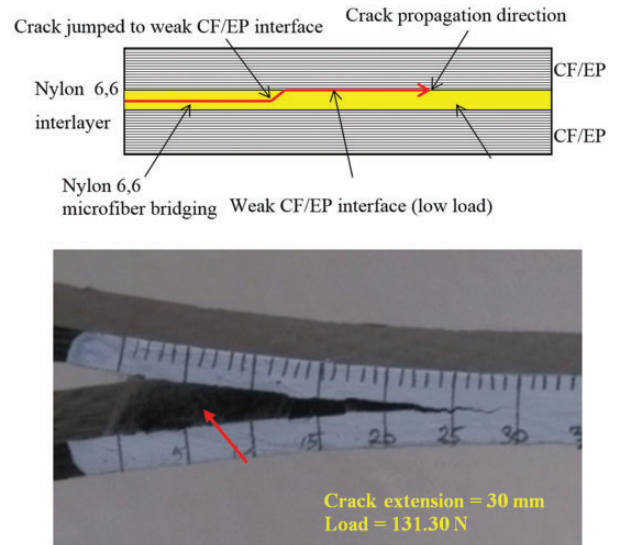 Crack jumped to weak CF/EP interface
Crack propagation direction
CF/EP
Nylon 6,6
interlayer
CF/EP
Nylon 6,6
microfiber bridging
Weak CF/EP interface (low load)
5
15
20
25
30
Crack extension = 30 mm
Load = 131.30 N